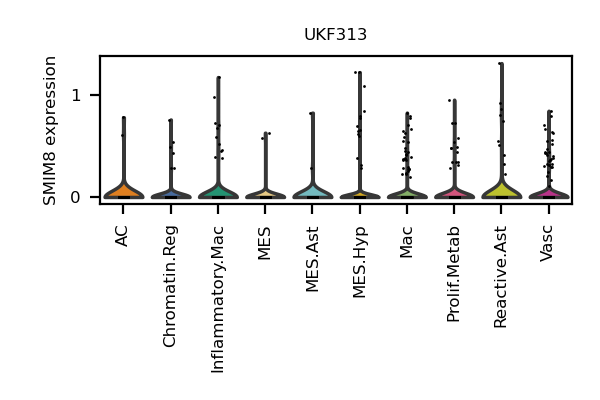 UKF313
SMIM8 expression
1
0
AC
Chromatin.Reg
Inflammatory.Mac
MES
MES.Ast
MES.Hyp
Mac
Prolif.Metab
Reactive.Ast
Vasc